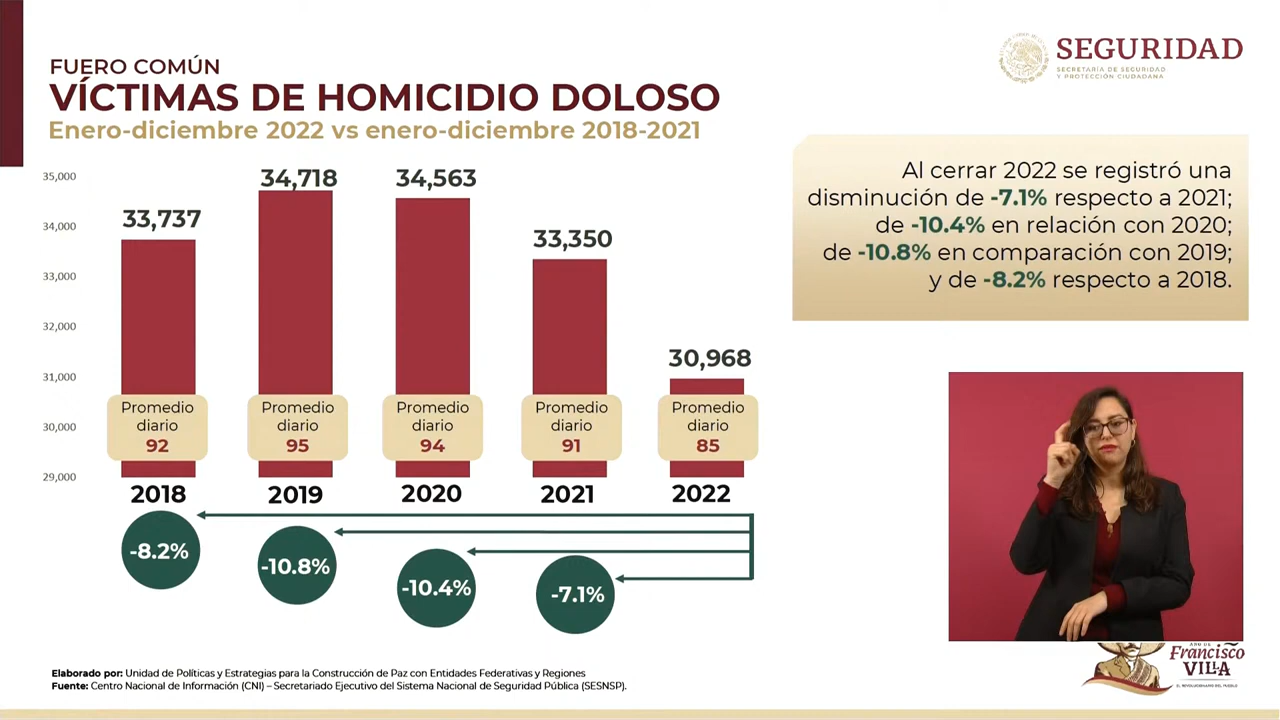 SEGURIDAD
SECRETARÍA DE SEGURIDAD
Y PROTECCIÓN CIUDADANA
FUERO COMÚN
VÍCTIMAS DE HOMICIDIO DOLOSO
Enero-diciembre 2022 vs enero-diciembre 2018-2021
Al cerrar 2022 se registró una
disminución de -7.1% respecto a 2021;
de -10.4% en relación con 2020;
de -10.8% en comparación con 2019;
y de -8.2% respecto a 2018.
35,000
34,000
33,000
32,000
31,000
30,000
29,000
33,737
34,718
34,563
33,350
30,968
Promedio
diario
92
Promedio
diario
95
Promedio
diario
94
Promedio
diario
91
Promedio
diario
85
2018
2019
2020
2021
2022
-8.2%
-10.8%
-10.4%
-7.1%
Elaborado por: Unidad de Políticas y Estrategias para la Construcción de Paz con Entidades Federativas y Regiones
Fuente: Centro Nacional de Información (CNI) – Secretariado Ejecutivo del Sistema Nacional de Seguridad Pública (SESNSP).
Francisco
VILLA
EL REVOLUCIONARIO DEL PUEBLO